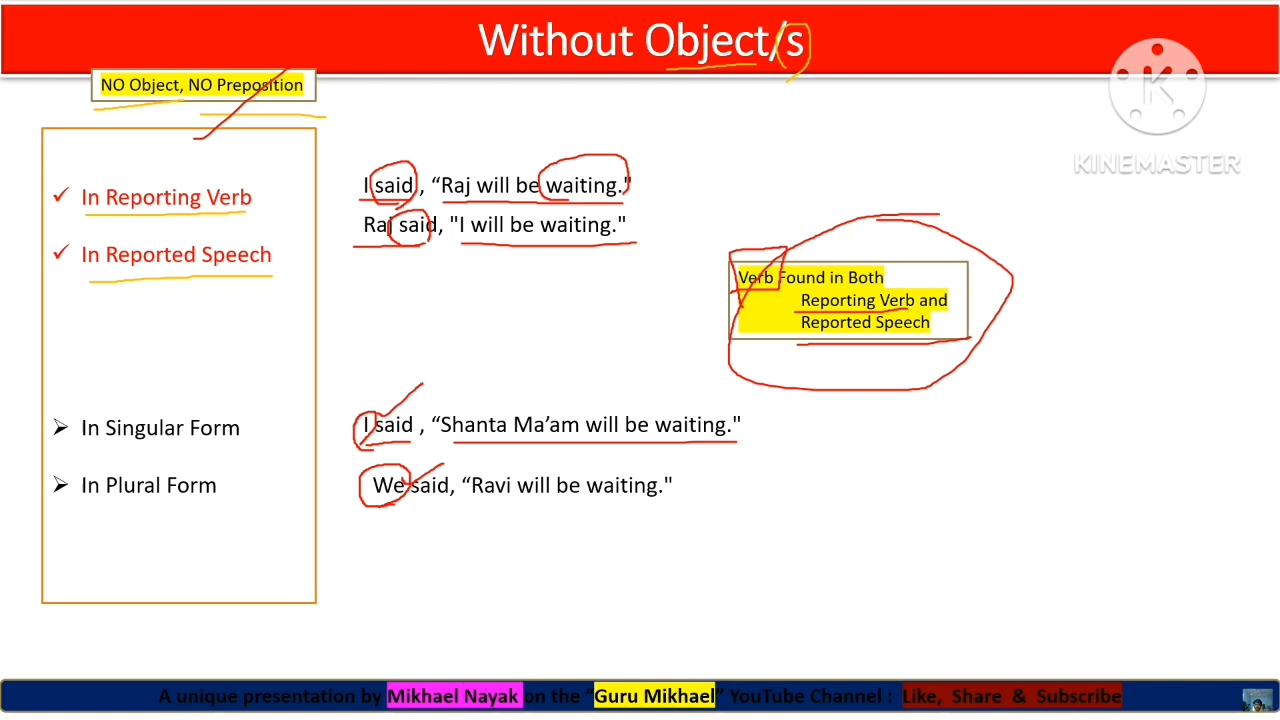 Without Object/s
NO Object, NO Preposition
KINEMASTER
In Reporting Verb
In Reported Speech
I said , “Raj will be waiting."
Raj said, "I will be waiting."
Verb Found in Both
Reporting Verb and
Reported Speech
In Singular Form
In Plural Form
I said , “Shanta Ma’am will be waiting."
We said, “Ravi will be waiting."
A unique presentation by Mikhael Nayak on the “Guru Mikhael” YouTube Channel : Like, Share & Subscribe